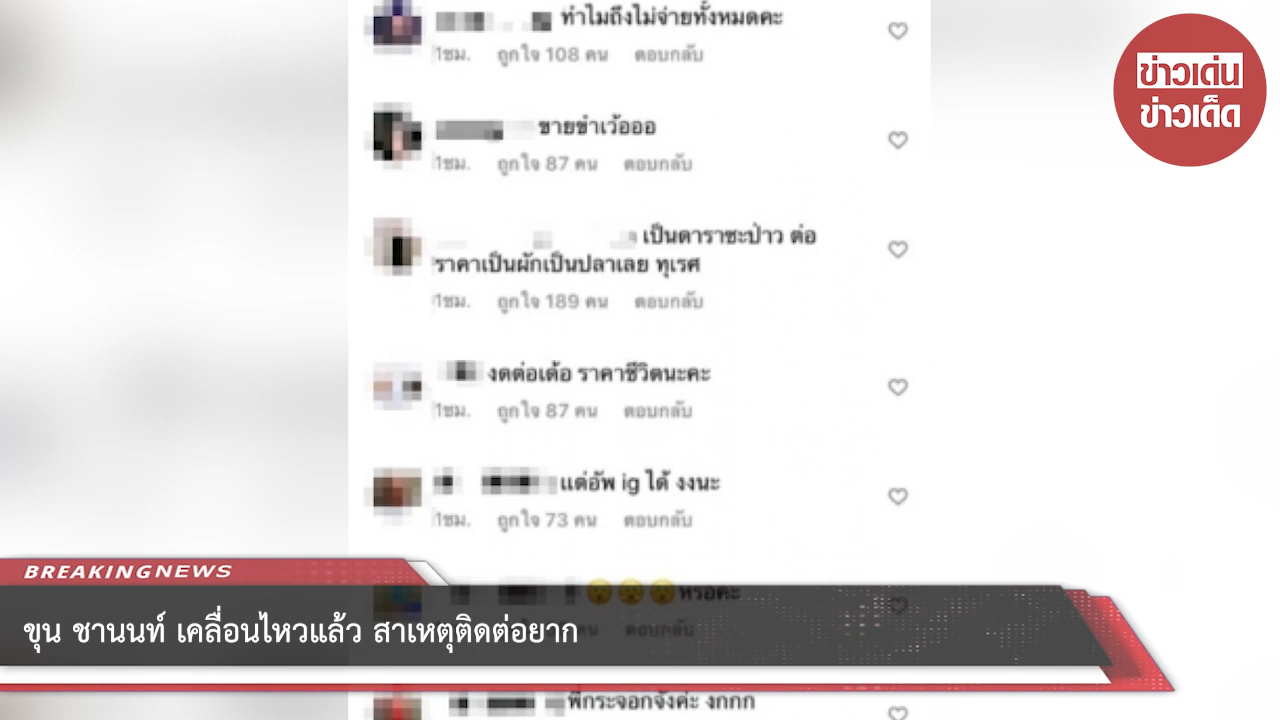 ทำไมถึงไม่จ่ายทั้งหมดคะ
1ชม. ถูกใจ 108 คน ตอบกลับ
ข่าวเด่น
ข่าวเด็ด
ขายขำเว้อออ
1ชม. ถูกใจ 87 คน ตอบกลับ
เป็นดาราซะป่าว ต่อ
ราคาเป็นผักเป็นปลาเลย ทุเรศ
1ชม. ถูกใจ 189 คน ตอบกลับ
งดต่อเด้อ ราคาชีวิตนะคะ
1ชม. ถูกใจ 87 คน ตอบกลับ
แต่อัพ ig ได้ งงนะ
1ชม. ถูกใจ 73 คน ตอบกลับ
BREAKINGNEWS
หรอคะ
ขุน ชานนท์ เคลื่อนไหวแล้ว สาเหตุติดต่อยาก
คน ตอบกลับ
พี่กระจอกจังค่ะ งกกก